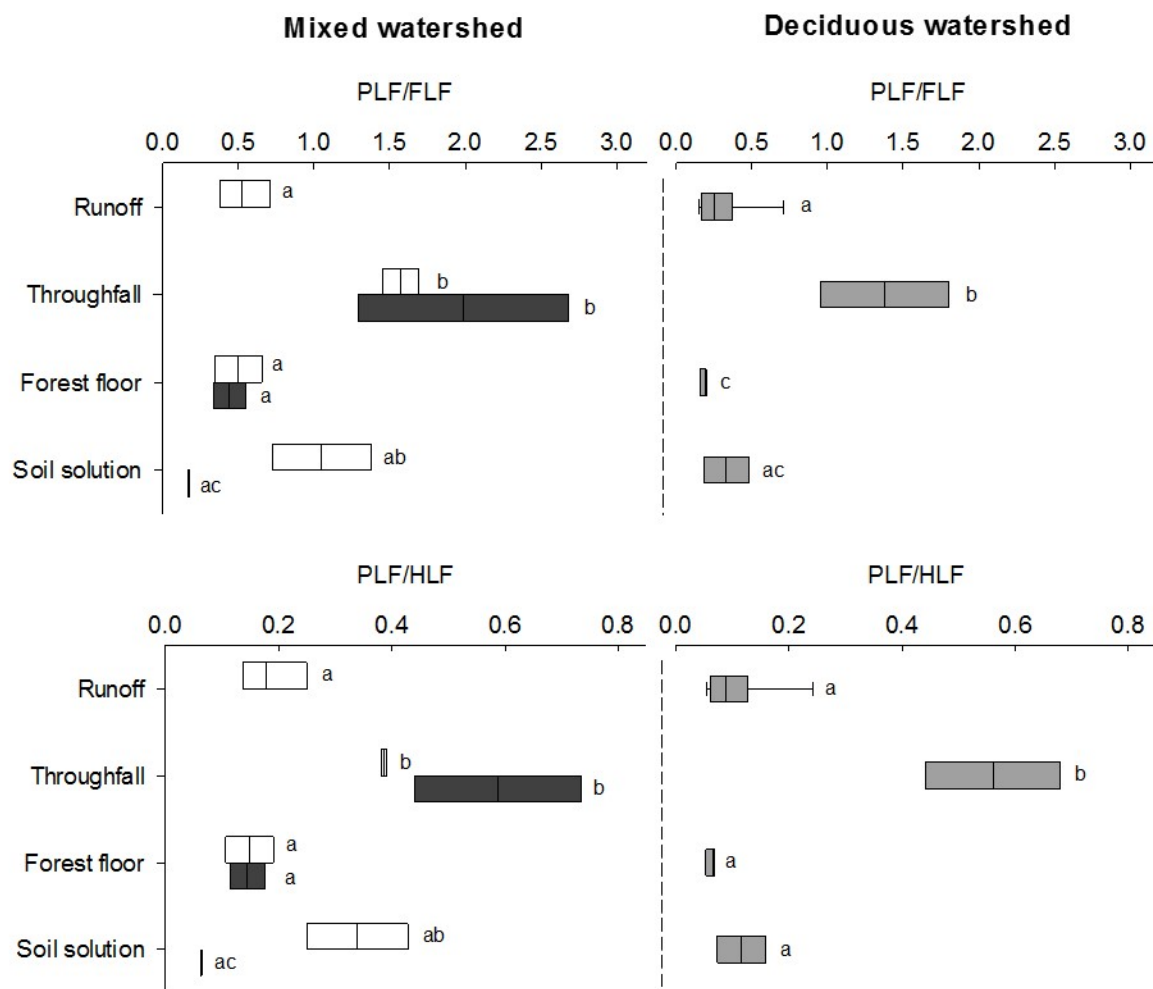 Mixed watershed Deciduous watershed
PLF/FLF PLF/FLF
0.0 0.5 1.0 1.5 2.0 2.5 3.0 0.0 0.5 1.0 1.5 2.0 2.5 3.0
Runoff a a
Throughfall b b b
Forest floor a a c
Soil solution ab ac ac
PLF/HLF PLF/HLF
0.0 0.2 0.4 0.6 0.8 0.0 0.2 0.4 0.6 0.8
Runoff a a
Throughfall b b b
Forest floor a a a
Soil solution ab ac a